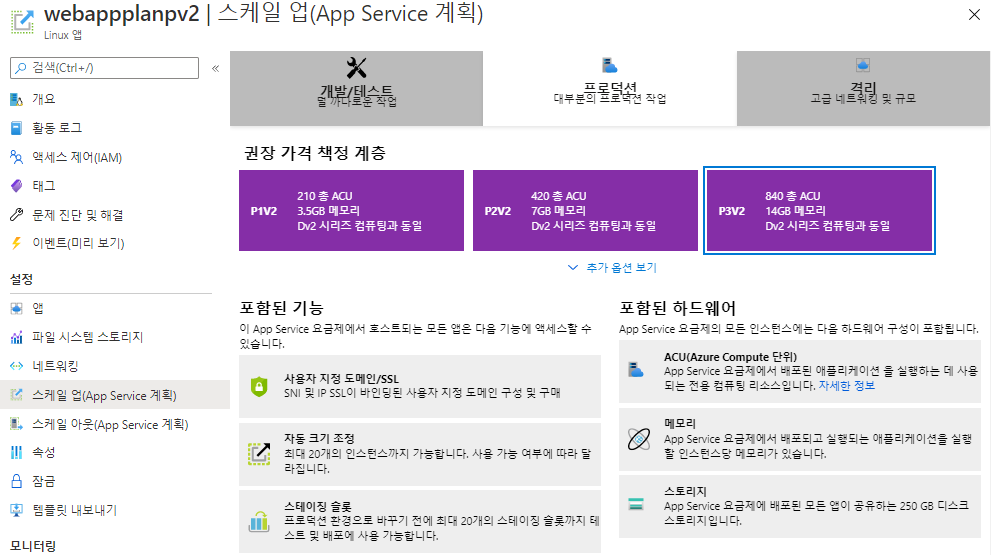 webappplanpv2 | 스케일 업(App Service 계획)
Linux 앱
검색(Ctrl+/)
개요
활동 로그
액세스 제어(IAM)
태그
문제 진단 및 해결
이벤트(미리 보기)
설정
앱
파일 시스템 스토리지
네트워킹
스케일 업(App Service 계획)
스케일 아웃(App Service 계획)
속성
잠금
템플릿 내보내기
모니터링
개발/테스트
덜 까다로운 작업
프로덕션
대부분의 프로덕션 작업
격리
고급 네트워킹 및 규모
권장 가격 책정 계층
P1V2
210 총 ACU
3.5GB 메모리
Dv2 시리즈 컴퓨팅과 동일
P2V2
420 총 ACU
7GB 메모리
Dv2 시리즈 컴퓨팅과 동일
P3V2
840 총 ACU
14GB 메모리
Dv2 시리즈 컴퓨팅과 동일
추가 옵션 보기
포함된 기능
이 App Service 요금제에서 호스트되는 모든 앱은 다음 기능에 액세스할 수
있습니다.
사용자 지정 도메인/SSL
SNI 및 IP SSL이 바인딩된 사용자 지정 도메인 구성 및 구매
자동 크기 조정
최대 20개의 인스턴스까지 가능합니다. 사용 가능 여부에 따라 달
라집니다.
스테이징 슬롯
프로덕션 환경으로 바꾸기 전에 최대 20개의 스테이징 슬롯까지 테
스트 및 배포에 사용 가능합니다.
포함된 하드웨어
App Service 요금제의 모든 인스턴스에는 다음 하드웨어 구성이 포함됩니다.
ACU(Azure Compute 단위)
App Service 요금제에서 배포된 애플리케이션 을 실행하는 데 사용
되는 전용 컴퓨팅 리소스입니다. 자세한 정보
메모리
App Service 요금제에서 배포되고 실행되는 애플리케이션을 실행
할 인스턴스당 메모리가 있습니다.
스토리지
App Service 요금제에 배포된 모든 앱이 공유하는 250 GB 디스크
스토리지입니다.